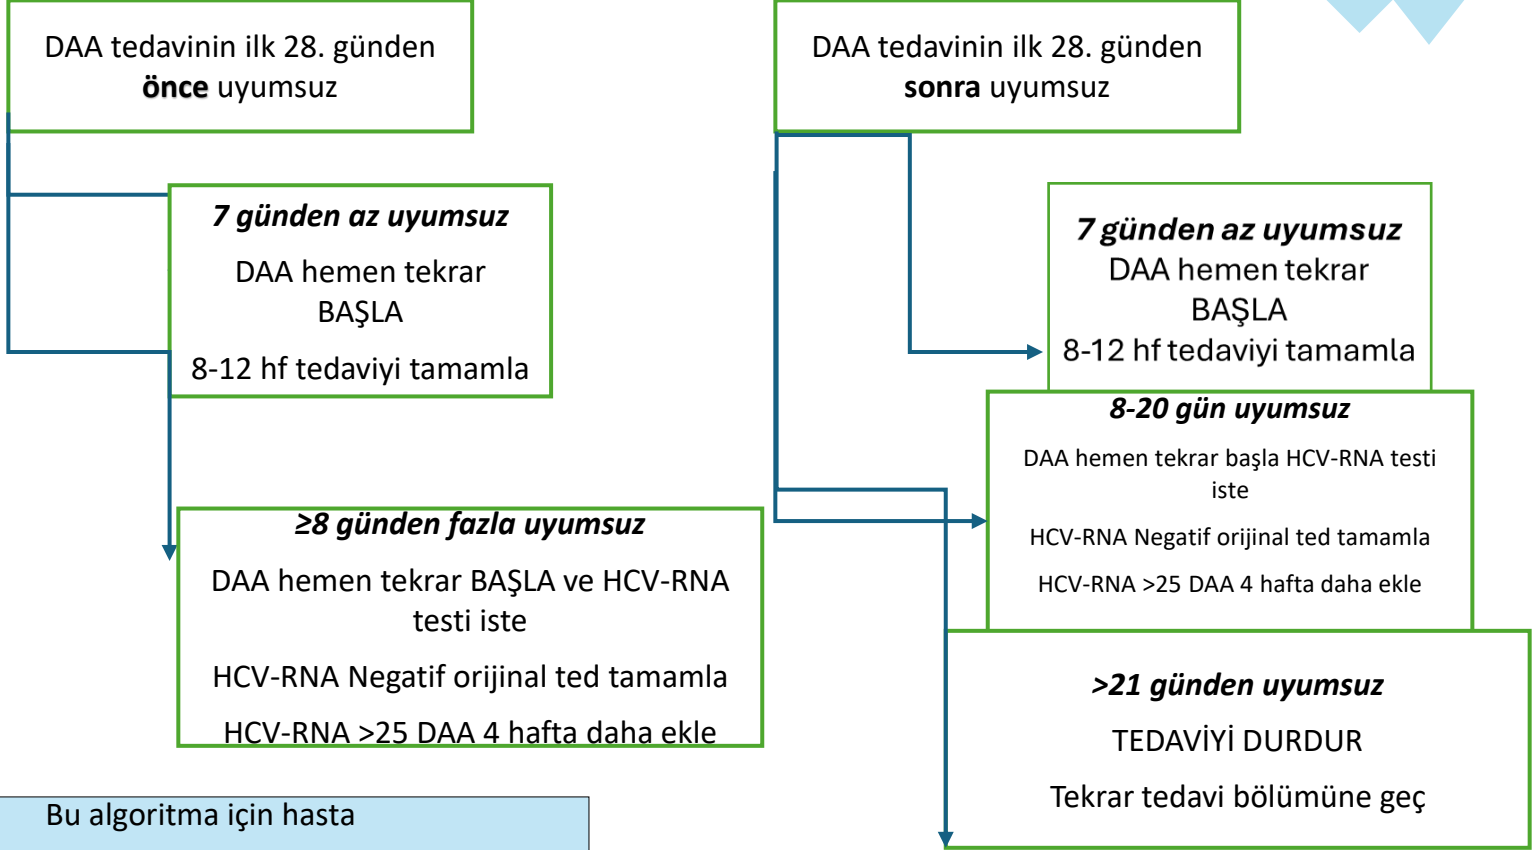 DAA tedavinin ilk 28. günden
önce uyumsuz
7 günden az uyumsuz
DAA hemen tekrar
BAŞLA
8-12 hf tedaviyi tamamla
≥8 günden fazla uyumsuz
DAA hemen tekrar BAŞLA ve HCV-RNA
testi iste
HCV-RNA Negatif orijinal ted tamamla
HCV-RNA >25 DAA 4 hafta daha ekle
DAA tedavinin ilk 28. günden
sonra uyumsuz
7 günden az uyumsuz
DAA hemen tekrar
BAŞLA
8-12 hf tedaviyi tamamla
8-20 gün uyumsuz
DAA hemen tekrar başla HCV-RNA testi
iste
HCV-RNA Negatif orijinal ted tamamla
HCV-RNA >25 DAA 4 hafta daha ekle
>21 günden uyumsuz
TEDAVİYİ DURDUR
Tekrar tedavi bölümüne geç
Bu algoritma için hasta